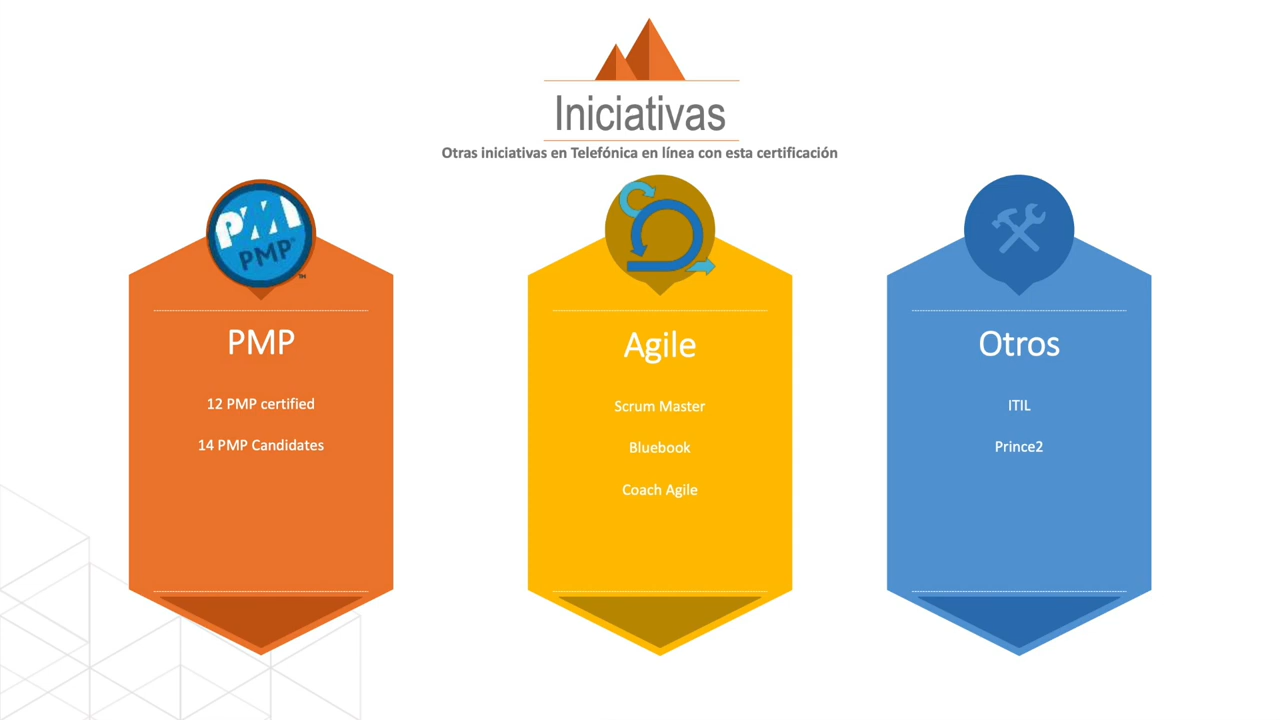 Iniciativas
Otras iniciativas en Telefónica en línea con esta certificación
PMI
PMP®
TM
PMP
12 PMP certified
14 PMP Candidates
Agile
Scrum Master
Bluebook
Coach Agile
Otros
ITIL
Prince2